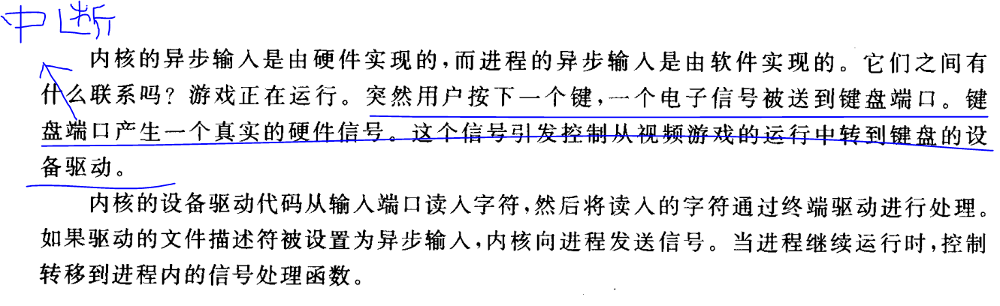 中断
内核的异步输入是由硬件实现的,而进程的异步输入是由软件实现的。它们之间有
什么联系吗?游戏正在运行。突然用户按下一个键,一个电子信号被送到键盘端口。键
盘端口产生一个真实的硬件信号。这个信号引发控制从视频游戏的运行中转到键盘的设
备驱动。
内核的设备驱动代码从输入端口读入字符,然后将读入的字符通过终端驱动进行处理。
如果驱动的文件描述符被设置为异步输入,内核向进程发送信号。当进程继续运行时,控制
转移到进程内的信号处理函数。